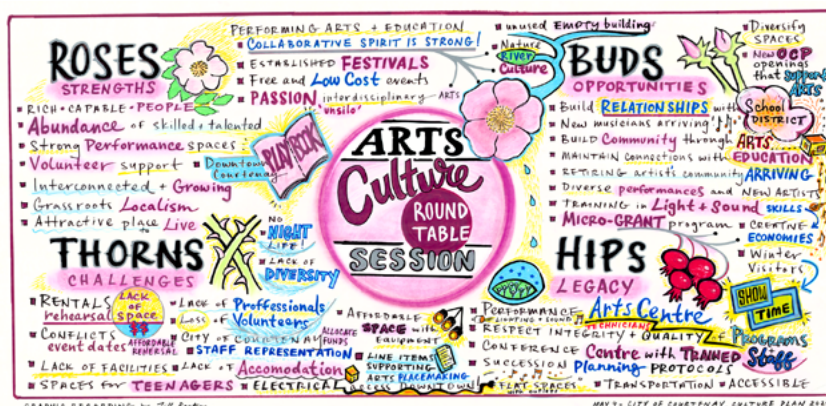 ROSES
STRENGTHS
RICH • CAPABLE • PEOPLE
Abundance of skilled + talented
Strong Performance spaces
Volunteer support
Interconnected + Growing
Grassroots Localism
Attractive place to Live
Downtown Courtenay
PLAYBOOK
PERFORMING ARTS + EDUCATION
COLLABORATIVE SPIRIT IS STRONG!
ESTABLISHED FESTIVALS
Free and Low Cost events
PASSION interdisciplinary ARTS
'unsilo'
unused EMPTY building
Nature
River
Culture
ARTS
Culture
ROUND
TABLE
SESSION
BUDS
OPPORTUNITIES
Diversify
SPACES
New OCP
openings
that support
ARTS
School
DISTRICT
Build RELATIONSHIPS with
New musicians arriving
BUILD Community through ARTS
MAINTAIN connections with EDUCATION
RETIRING artists community ARRIVING
Diverse performances and NEW ARTISTS
TRAINING in Light + Sound SKILLS
MICRO-GRANT program
CREATIVE
ECONOMIES
Winter
Visitors
THORNS
CHALLENGES
NO
NIGHT
LIFE!
LACK OF
DIVERSITY
RENTALS
rehearsal
LACK
OF
SPACE
$$
AFFORDABLE
REHERSAL
CONFLICTS
event dates
LACK OF FACILITIES
SPACES for TEENAGERS
Lack of Proffesionals
Loss of Volunteers
CITY OF COURTENAY
STAFF REPRESENTATION
ALLOCATE
FUNDS
LACK of Accomodation
ELECTRICAL ACCESS DOWNTOWN!
AFFORDABLE
SPACE with
EQUIPMENT
LINE ITEMS
SUPPORTING
ARTS PLACEMAKING
HIPS
LEGACY
PERFORMANCE Arts Centre
LIGHTING + SOUND
TECHNICIANS
RESPECT INTEGRITY + QUALITY + Programs
CONFERENCE Centre with TRAINED Staff
SUCCESSION Planning PROTOCOLS
FLAT SPACES
TRANSPORTATION
ACCESSIBLE
SHOW
TIME
CITY OF COURTENAY CULTURE PLAN